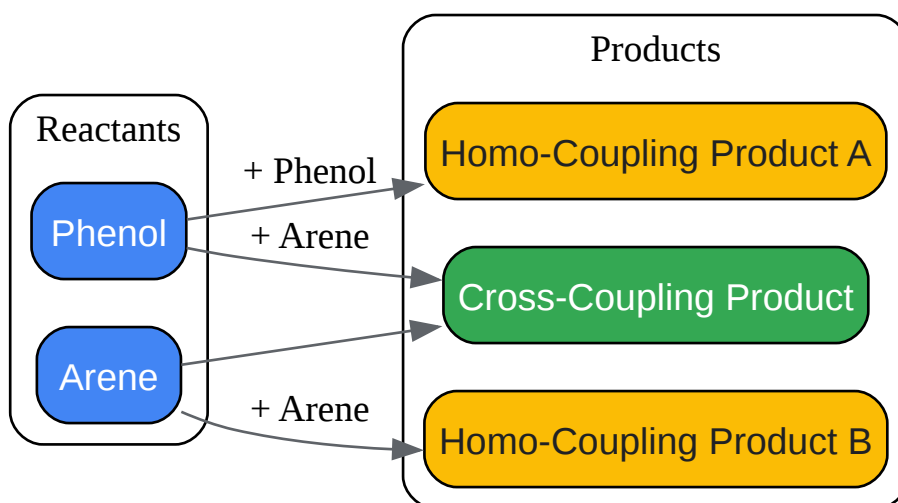 Products
Reactants
Homo-Coupling Product A
+ Phenol
Phenol
+ Arene
Cross-Coupling Product
Arene
+ Arene
Homo-Coupling Product B